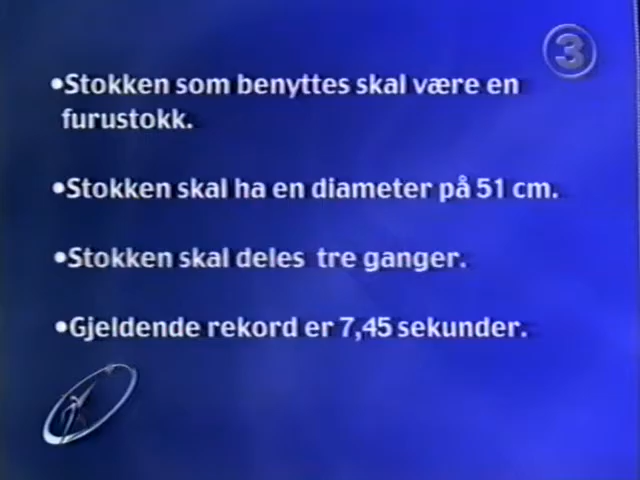 3
•Stokken som benyttes skal være en
furustokk.
•Stokken skal ha en diameter på 51 cm.
•Stokken skal deles tre ganger.
•Gjeldende rekord er 7,45 sekunder.